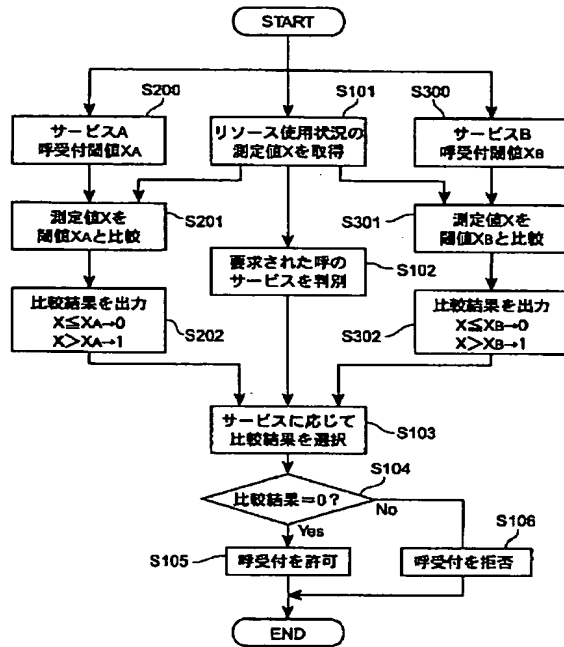 START
S200
S101
S300
サービスA
呼受付閾値XA
リソース使用状況の
測定値Xを取得
サービスB
呼受付閾値XB
測定値Xを
閾値XAと比較
S201
S301
測定値Xを
閾値XBと比較
要求された呼の
サービスを判別
S102
比較結果を出力
X≦XA→0
X>XA→1
S202
S302
比較結果を出力
X≦XB→0
X>XB→1
サービスに応じて
比較結果を選択
S103
S104
比較結果=0?
No
Yes
S106
S105
呼受付を許可
呼受付を拒否
END